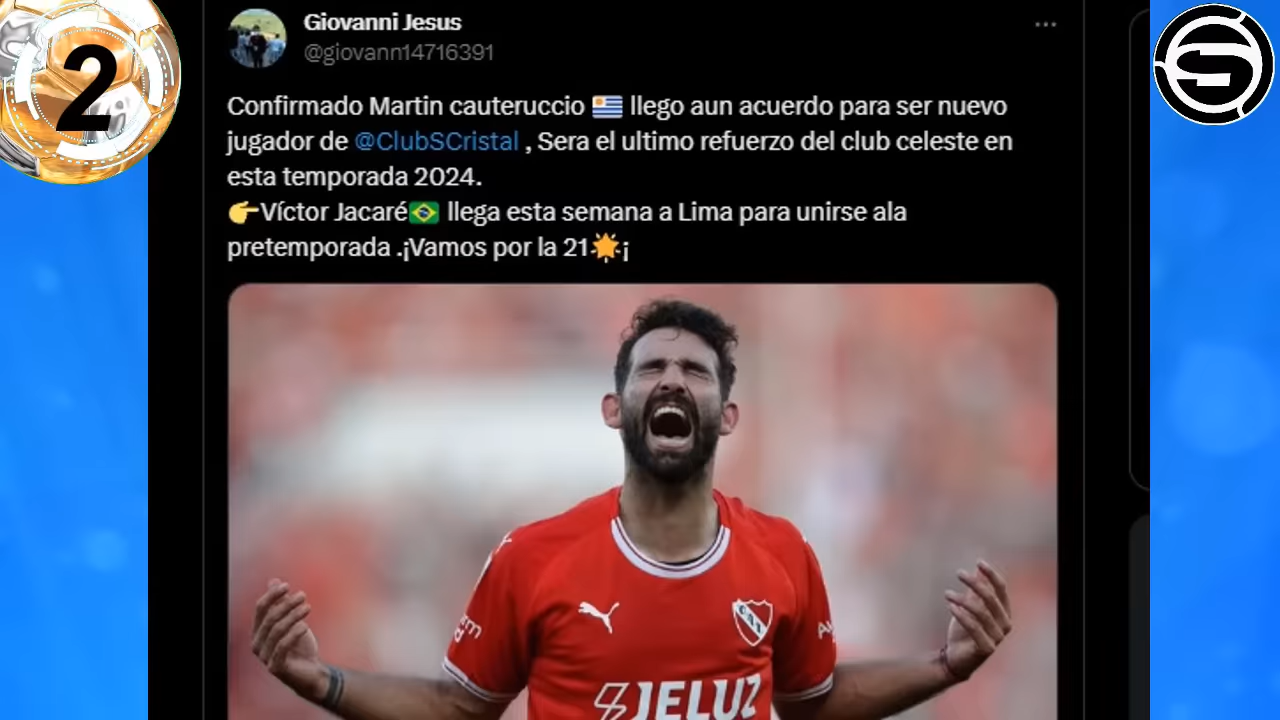 2
Giovanni Jesus
@giovann14716391
Confirmado Martin cauteruccio 🇺🇾 llego aun acuerdo para ser nuevo
jugador de @ClubSCristal , Sera el ultimo refuerzo del club celeste en
esta temporada 2024.
👉Víctor Jacaré🇧🇷 llega esta semana a Lima para unirse ala
pretemporada .¡Vamos por la 21🌟¡
JELUZ